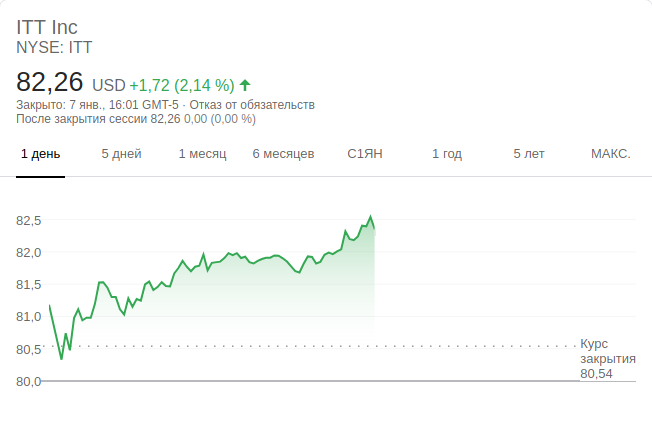 ITT Inc
NYSE: ITT
82,26 USD +1,72 (2,14 %)
Закрыто: 7 янв., 16:01 GMT-5 · Отказ от обязательств
После закрытия сессии 82,26 0,00 (0,00 %)
1 день 5 дней 1 месяц 6 месяцев С1ЯН 1 год 5 лет МАКС.
82,5
82,0
81,5
81,0
80,5
80,0
Курс
закрытия
80,54